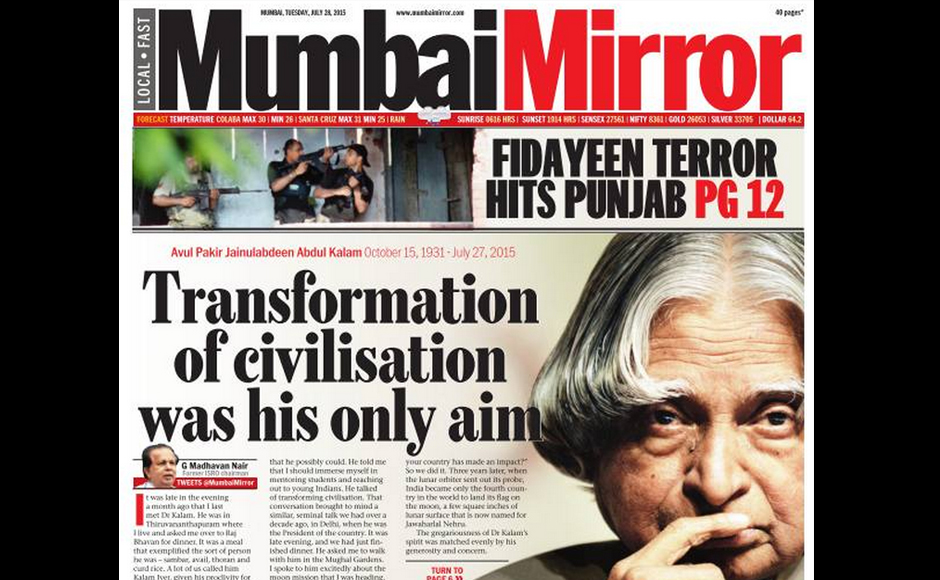 LOCAL • FAST
MUMBAI, TUESDAY, JULY 28, 2015
www.mumbaimirror.com
40 pages*
MumbaiMirror
FORECAST TEMPERATURE COLABA MAX 30 | MIN 26 | SANTA CRUZ MAX 31 MIN 25 | RAIN
SUNRISE 0616 HRS | SUNSET 1914 HRS | SENSEX 27561 | NIFTY 8361 | GOLD 26053 | SILVER 33705 | DOLLAR 64.2
FIDAYEEN TERROR
HITS PUNJAB PG 12
Avul Pakir Jainulabdeen Abdul Kalam October 15, 1931 - July 27, 2015
Transformation
of civilisation
was his only aim
G Madhavan Nair
Former ISRO chairman
TWEETS @MumbaiMirror
It was late in the evening
a month ago that I last
met Dr Kalam. He was in
Thiruvananthapuram where
I live and asked me over to Raj
Bhavan for dinner. It was a meal
that exemplified the sort of person
he was – sambar, avail, thoran and
curd rice. A lot of us called him
Kalam Iyer, given his proclivity for
that he possibly could. He told me
that I should immerse myself in
mentoring students and reaching
out to young Indians. He talked
of transforming civilisation. That
conversation brought to mind a
similar, seminal talk we had over a
decade ago, in Delhi, when he was
the President of the country. It was
late evening, and we had just fin-
ished dinner. He asked me to walk
with him in the Mughal Gardens.
I spoke to him excitedly about the
moon mission that I was heading,
your country has made an impact?”
So we did it. Three years later, when
the lunar orbiter sent out its probe,
India became only the fourth coun-
try in the world to land its flag on
the moon, a few square inches of
lunar surface that is now named for
Jawaharlal Nehru.
The gregariousness of Dr Kalam's
spirit was matched evenly by his
generosity and concern.
TURN TO
PAGE 6 »